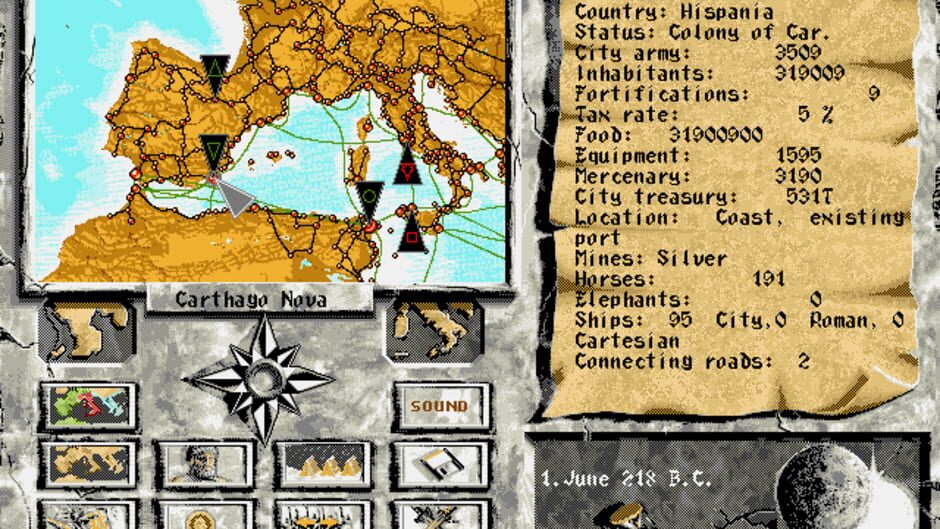 Country: Hispania
Status: Colony of Car.
City army: 3509
Inhabitants: 319009
Fortifications: 9
Tax rate: 5 %
Food: 31900900
Equipment: 1595
Mercenary: 3190
City treasury: 5317
Location: Coast, existing
port
Mines: Silver
Horses: 191
Elephants: 0
Ships: 95 City,0 Roman, 0
Cartesian
Connecting roads: 2
Carthago Nova
SOUND
1.June 218 B.C.